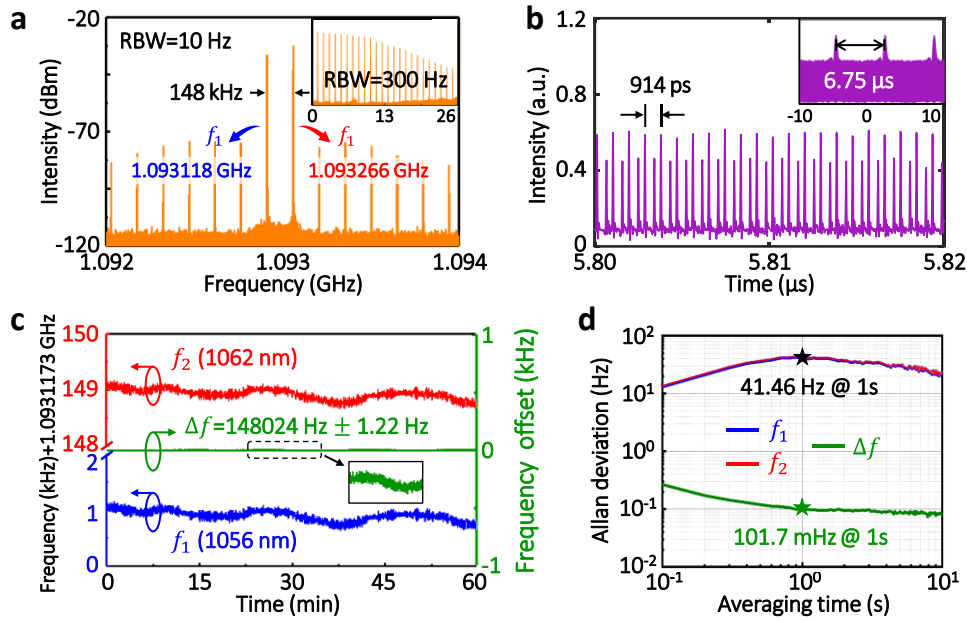 a
-20
-70
-120
Intensity (dBm)
RBW=10 Hz
RBW=300 Hz
0 13 26
148 kHz
f1 f1
1.093118 GHz 1.093266 GHz
1.092 1.093 1.094
Frequency (GHz)
b
1.2
0.8
0.4
0
Intensity (a.u.)
914 ps
6.75 μs
-10 0 10
5.80 5.81 5.82
Time (μs)
c
Frequency (kHz)+1.0931173 GHz
150
149
148
2
1
0
f2 (1062 nm)
Δf=148024 Hz ± 1.22 Hz
f1 (1056 nm)
1
0
-1
Frequency offset (kHz)
0 15 30 45 60
Time (min)
d
Allan deviation (Hz)
10^2
10^1
10^0
10^-1
10^-2
41.46 Hz @ 1s
f1
Δf
f2
101.7 mHz @ 1s
10^-1 10^0 10^1
Averaging time (s)